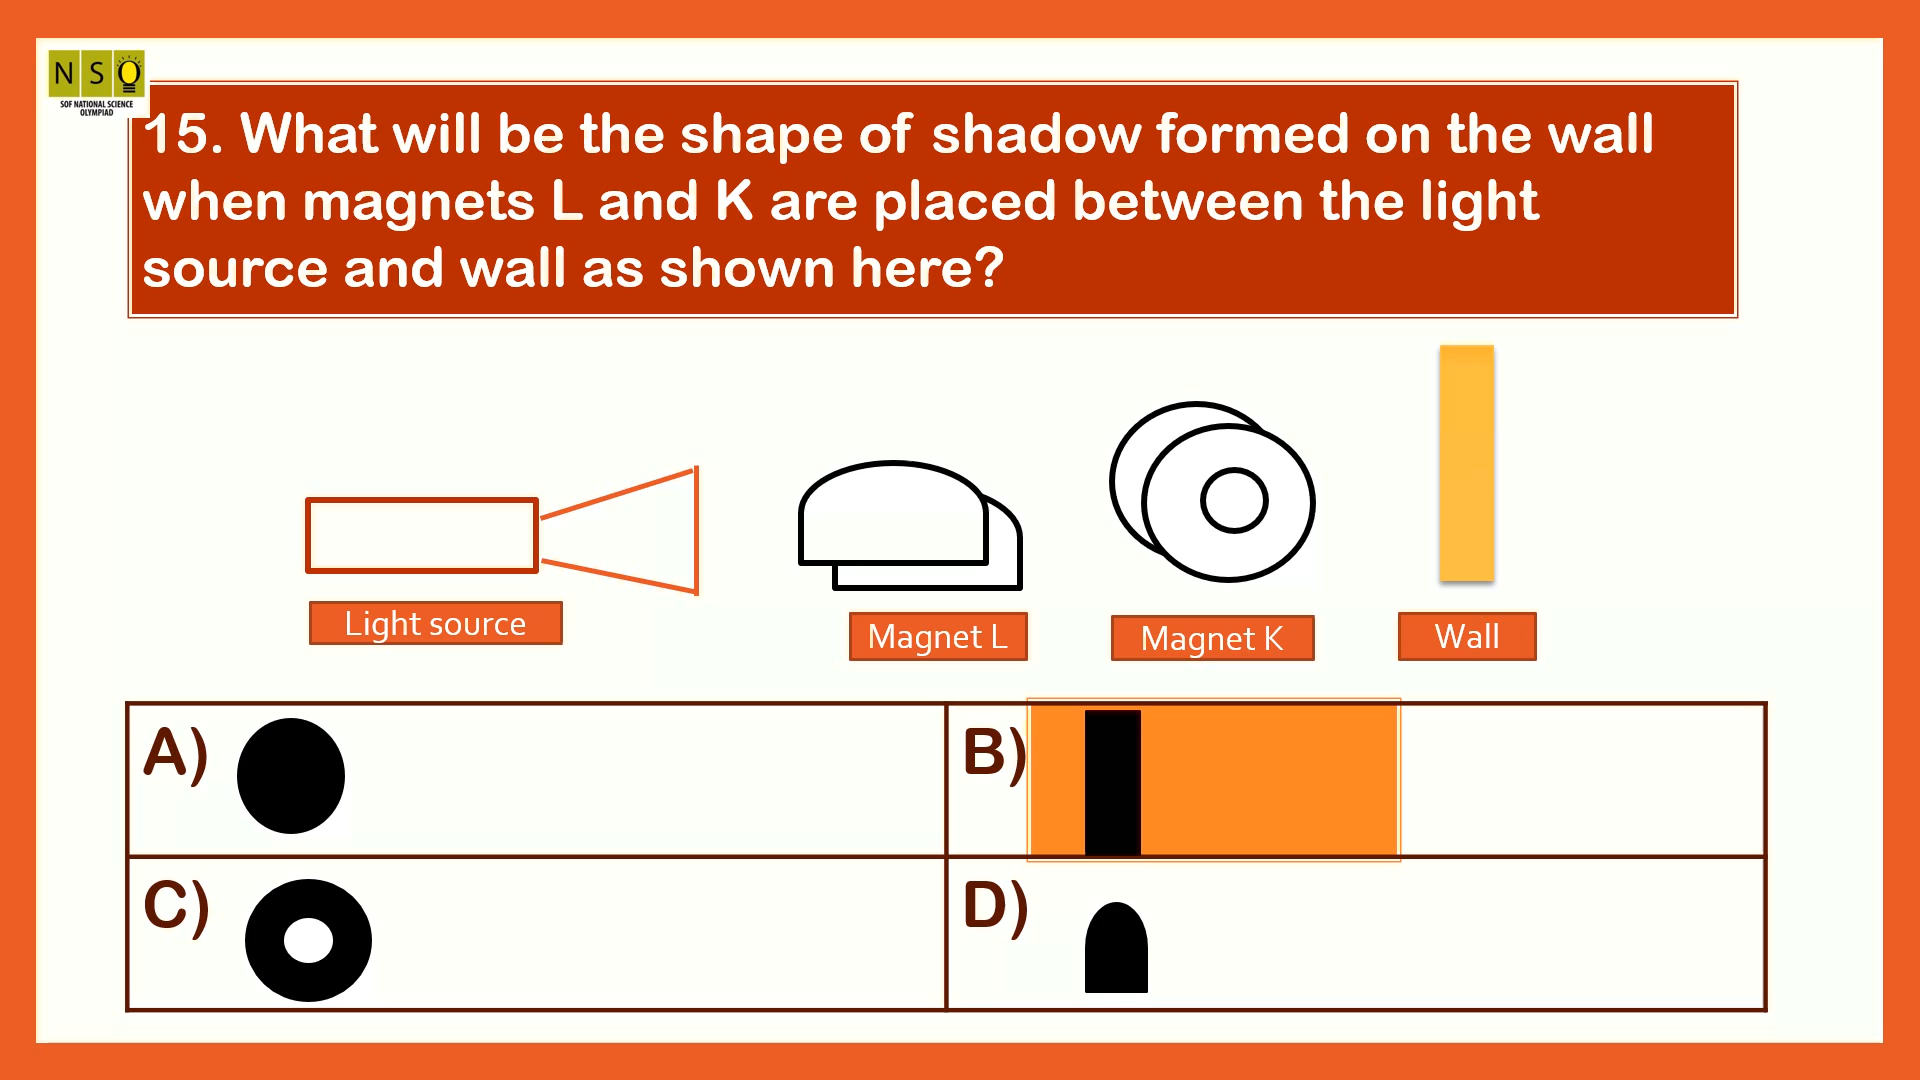 N S O
SOF NATIONAL SCIENCE
OLYMPIAD
15. What will be the shape of shadow formed on the wall
when magnets L and K are placed between the light
source and wall as shown here?
Light source
Magnet L
Magnet K
Wall
A)
B)
C)
D)